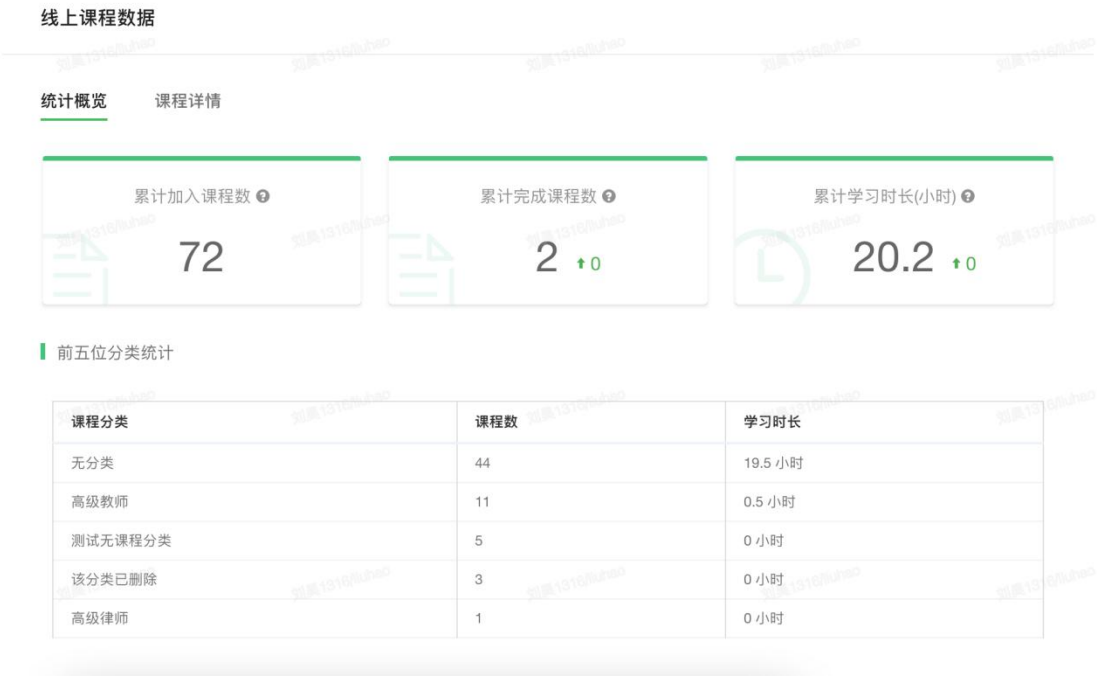 线上课程数据
统计概览 课程详情
累计加入课程数 累计完成课程数 累计学习时长(小时)
72 2 0 20.2 0
前五位分类统计
课程分类 课程数 学习时长
无分类 44 19.5 小时
高级教师 11 0.5 小时
测试无课程分类 5 0 小时
该分类已删除 3 0 小时
高级律师 1 0 小时